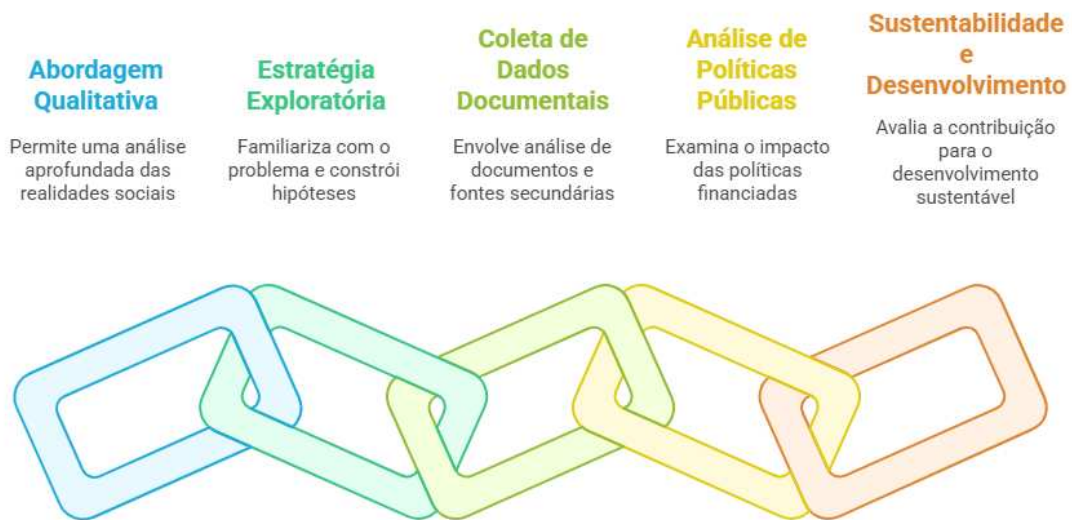 Abordagem
Qualitativa
Permite uma análise
aprofundada das
realidades sociais
Estratégia
Exploratória
Familiariza com o
problema e constrói
hipóteses
Coleta de
Dados
Documentais
Envolve análise de
documentos e
fontes secundárias
Análise de
Políticas
Públicas
Examina o impacto
das políticas
financiadas
Sustentabilidade
e
Desenvolvimento
Avalia a contribuição
para o
desenvolvimento
sustentável